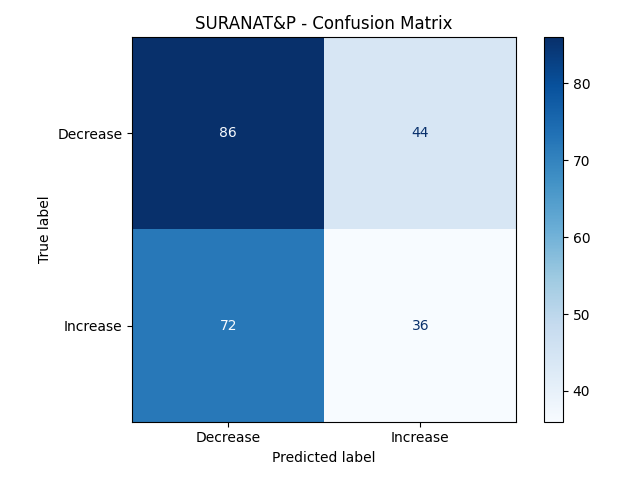 SURANAT&P - Confusion Matrix
True label
Decrease
86
44
Increase
72
36
Decrease
Increase
Predicted label
80
70
60
50
40